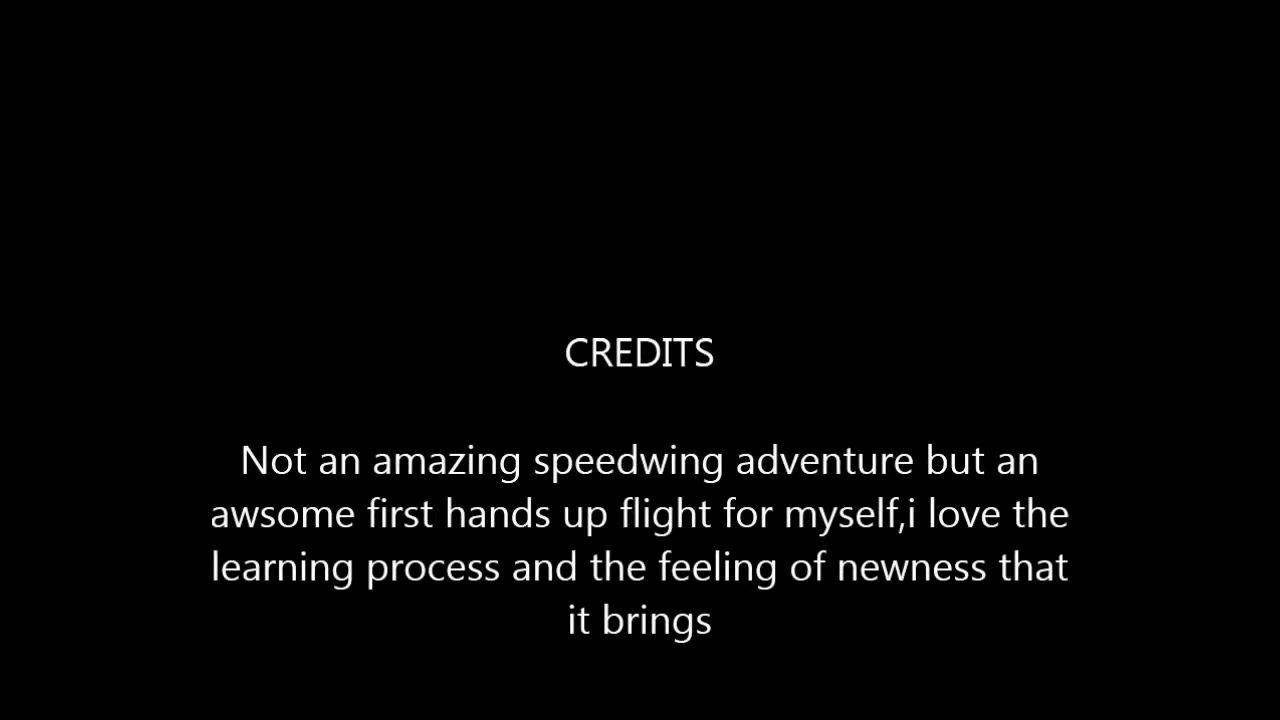 CREDITS
Not an amazing speedwing adventure but an
awsome first hands up flight for myself,i love the
learning process and the feeling of newness that
it brings